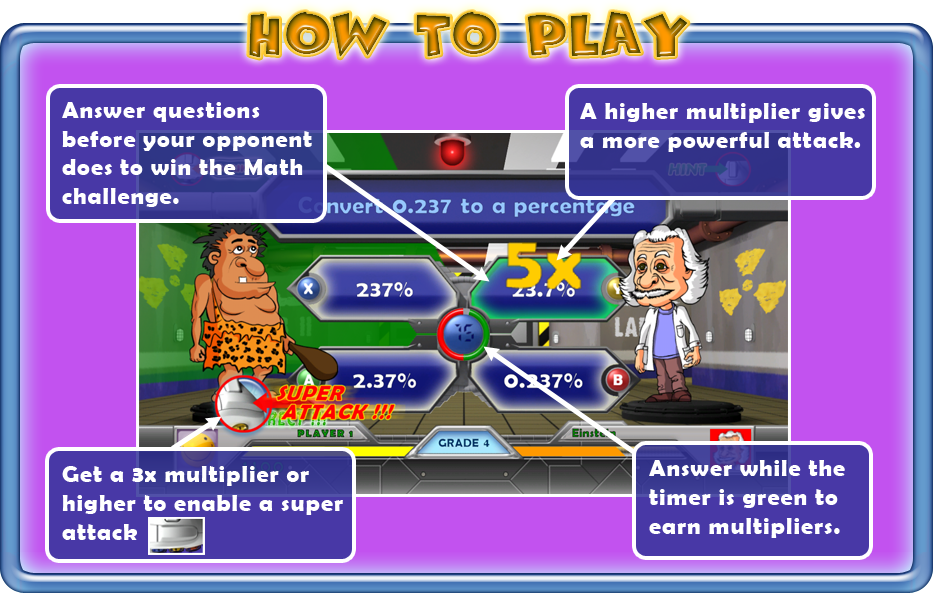 HOW TO PLAY
Answer questions
before your opponent
does to win the Math
challenge.
A higher multiplier gives
a more powerful attack.
HINT
Convert 0.237 to a percentage
5x
X
237%
23.7%
15
A
2.37%
0.237%
B
SUPER
ATTACK !!!
PLAYER 1
GRADE 4
Einstein
Get a 3x multiplier or
higher to enable a super
attack
Answer while the
timer is green to
earn multipliers.